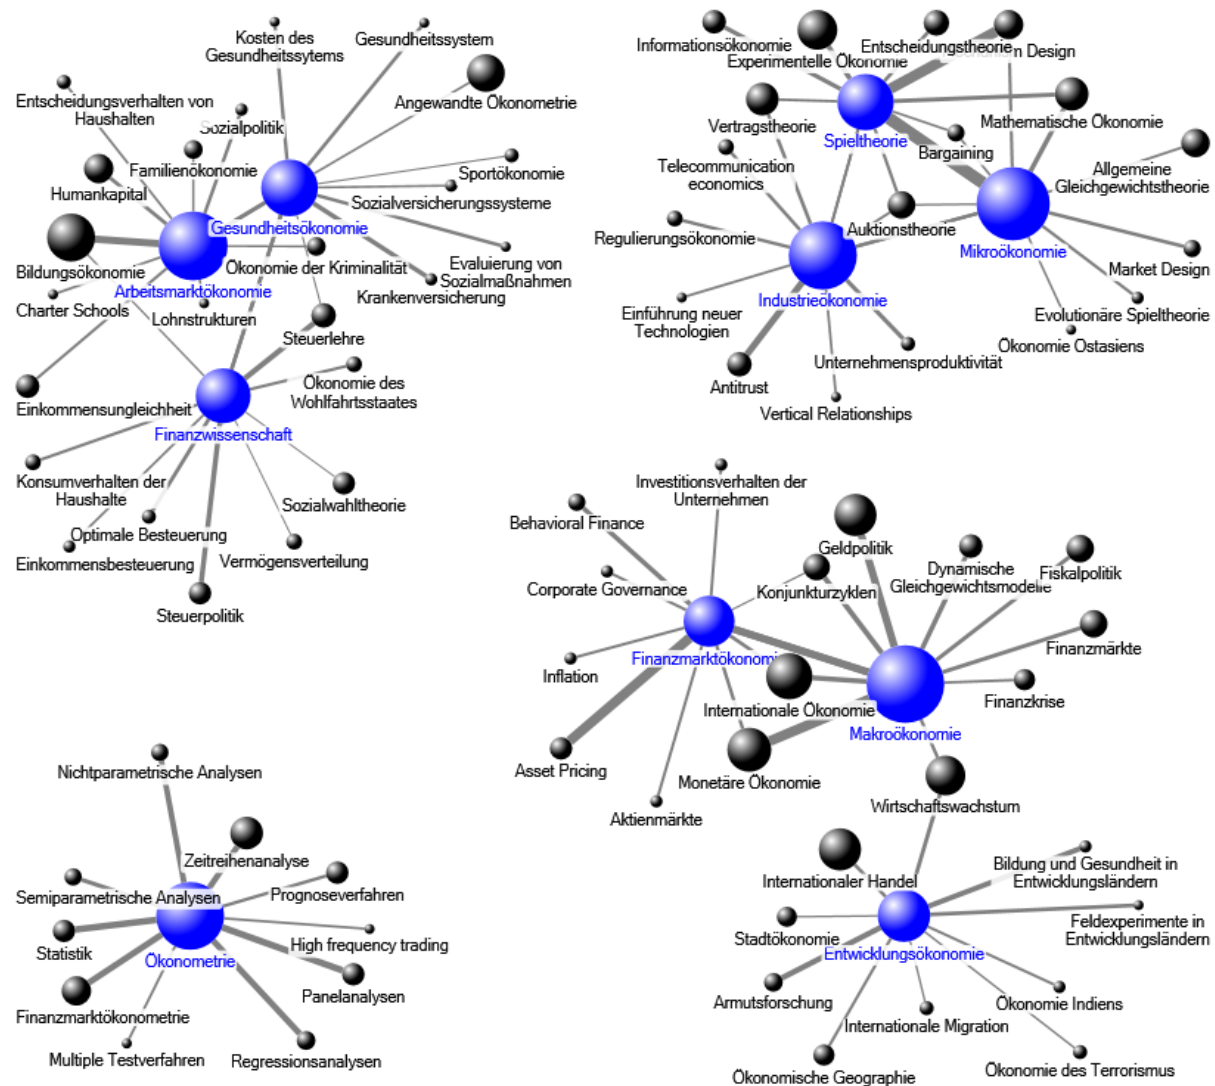 Kosten des
Gesundheitssytems
Gesundheitssystem
Angewandte Ökonometrie
Entscheidungsverhalten von
Haushalten
Sozialpolitik
Familienökonomie
Humankapital
Sportökonomie
Sozialversicherungssysteme
Gesundheitsökonomie
Bildungsökonomie
Ökonomie der Kriminalität
Evaluierung von
Sozialmaßnahmen
Arbeitsmarktökonomie
Krankenversicherung
Charter Schools
Lohnstrukturen
Steuerlehre
Ökonomie des
Wohlfahrtsstaates
Einkommensungleichheit
Finanzwissenschaft
Konsumverhalten der
Haushalte
Sozialwahltheorie
Optimale Besteuerung
Einkommensbesteuerung
Vermögensverteilung
Steuerpolitik
Informationsökonomie
Experimentelle Ökonomie
Entscheidungstheorie
n Design
Vertragstheorie
Spieltheorie
Mathematische Ökonomie
Bargaining
Telecommunication
economics
Allgemeine
Gleichgewichtstheorie
Regulierungsökonomie
Auktionstheorie
Mikroökonomie
Market Design
Industrieökonomie
Einführung neuer
Technologien
Evolutionäre Spieltheorie
Ökonomie Ostasiens
Unternehmensproduktivität
Antitrust
Vertical Relationships
Investitionsverhalten der
Unternehmen
Behavioral Finance
Geldpolitik
Dynamische
Gleichgewichtsmodelle
Fiskalpolitik
Corporate Governance
Konjunkturzyklen
Finanzmarktökonomi
Finanzmärkte
Inflation
Internationale Ökonomie
Finanzkrise
Makroökonomie
Asset Pricing
Monetäre Ökonomie
Aktienmärkte
Wirtschaftswachstum
Nichtparametrische Analysen
Zeitreihenanalyse
Semiparametrische Analysen
Prognoseverfahren
Statistik
High frequency trading
Ökonometrie
Panelanalysen
Finanzmarktökonometrie
Multiple Testverfahren
Regressionsanalysen
Internationaler Handel
Bildung und Gesundheit in
Entwicklungsländern
Stadtökonomie
Feldexperimente in
Entwicklungsländern
Entwicklungsökonomie
Armutsforschung
Ökonomie Indiens
Internationale Migration
Ökonomische Geographie
Ökonomie des Terrorismus